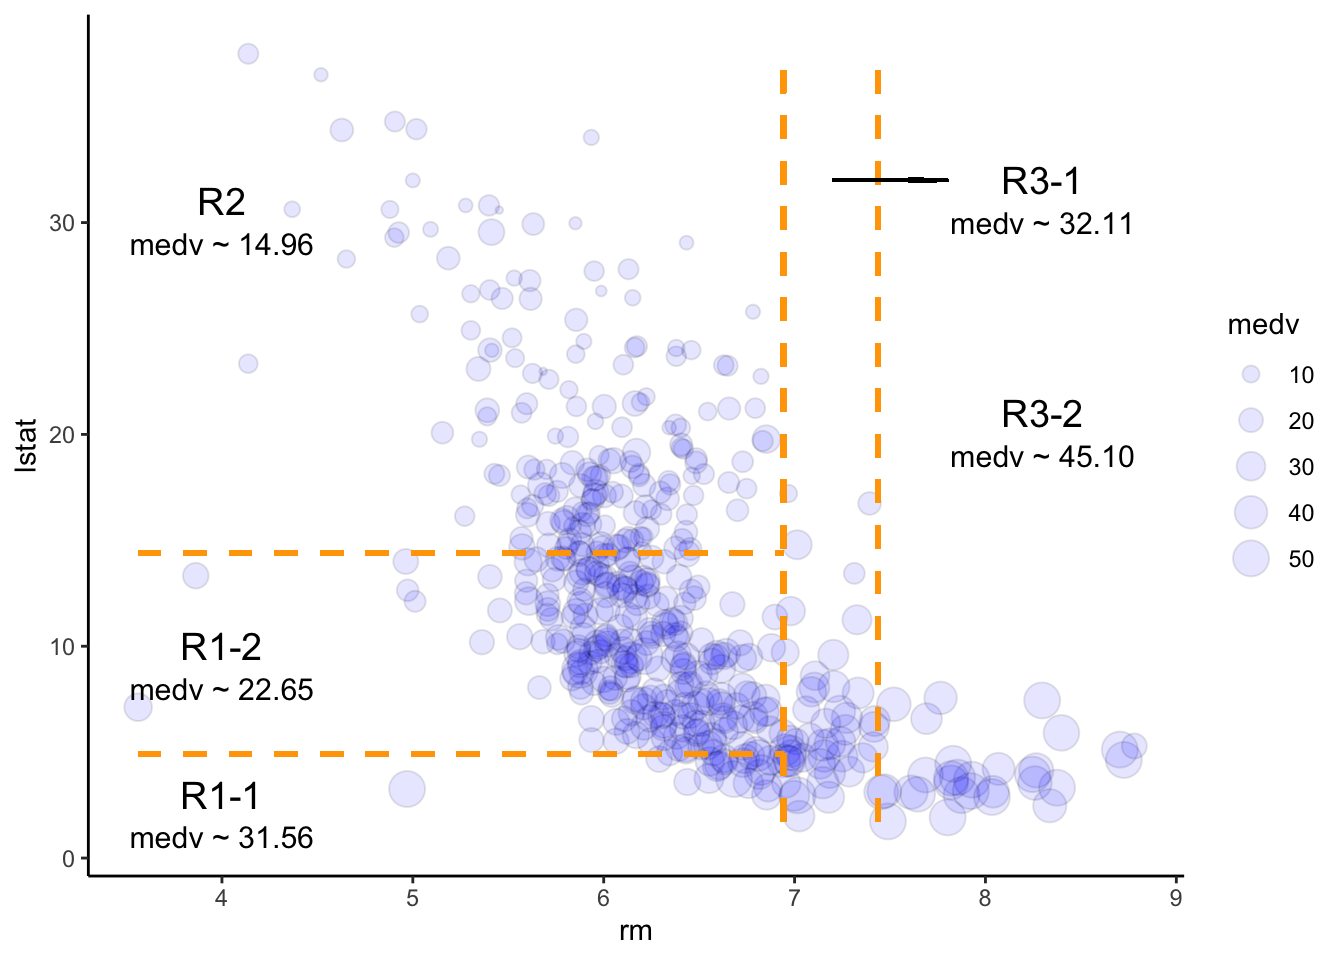 R2
medv ~ 14.96
R3-1
medv ~ 32.11
R3-2
medv ~ 45.10
R1-2
medv ~ 22.65
R1-1
medv ~ 31.56
30
20
10
0
lstat
4
5
6
7
8
9
rm
medv
10
20
30
40
50